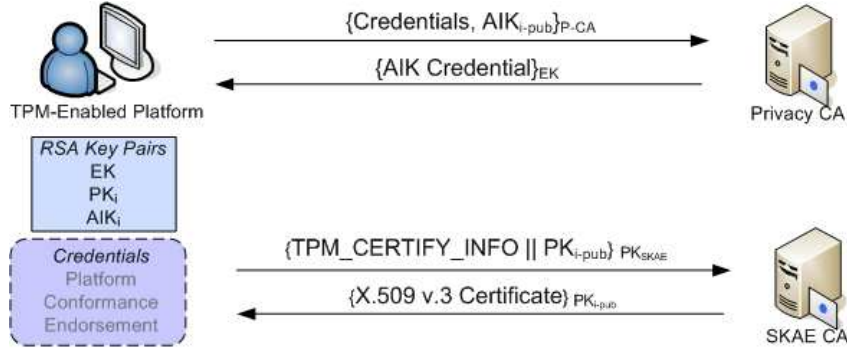 {Credentials, AIKi-pub}P-CA
{AIK Credential}EK
TPM-Enabled Platform
Privacy CA
RSA Key Pairs
EK
PKi
AIKi
{TPM_CERTIFY_INFO || PKi-pub} PKSKAE
Credentials
Platform
Conformance
Endorsement
{X.509 v.3 Certificate} PKi-pub
SKAE CA